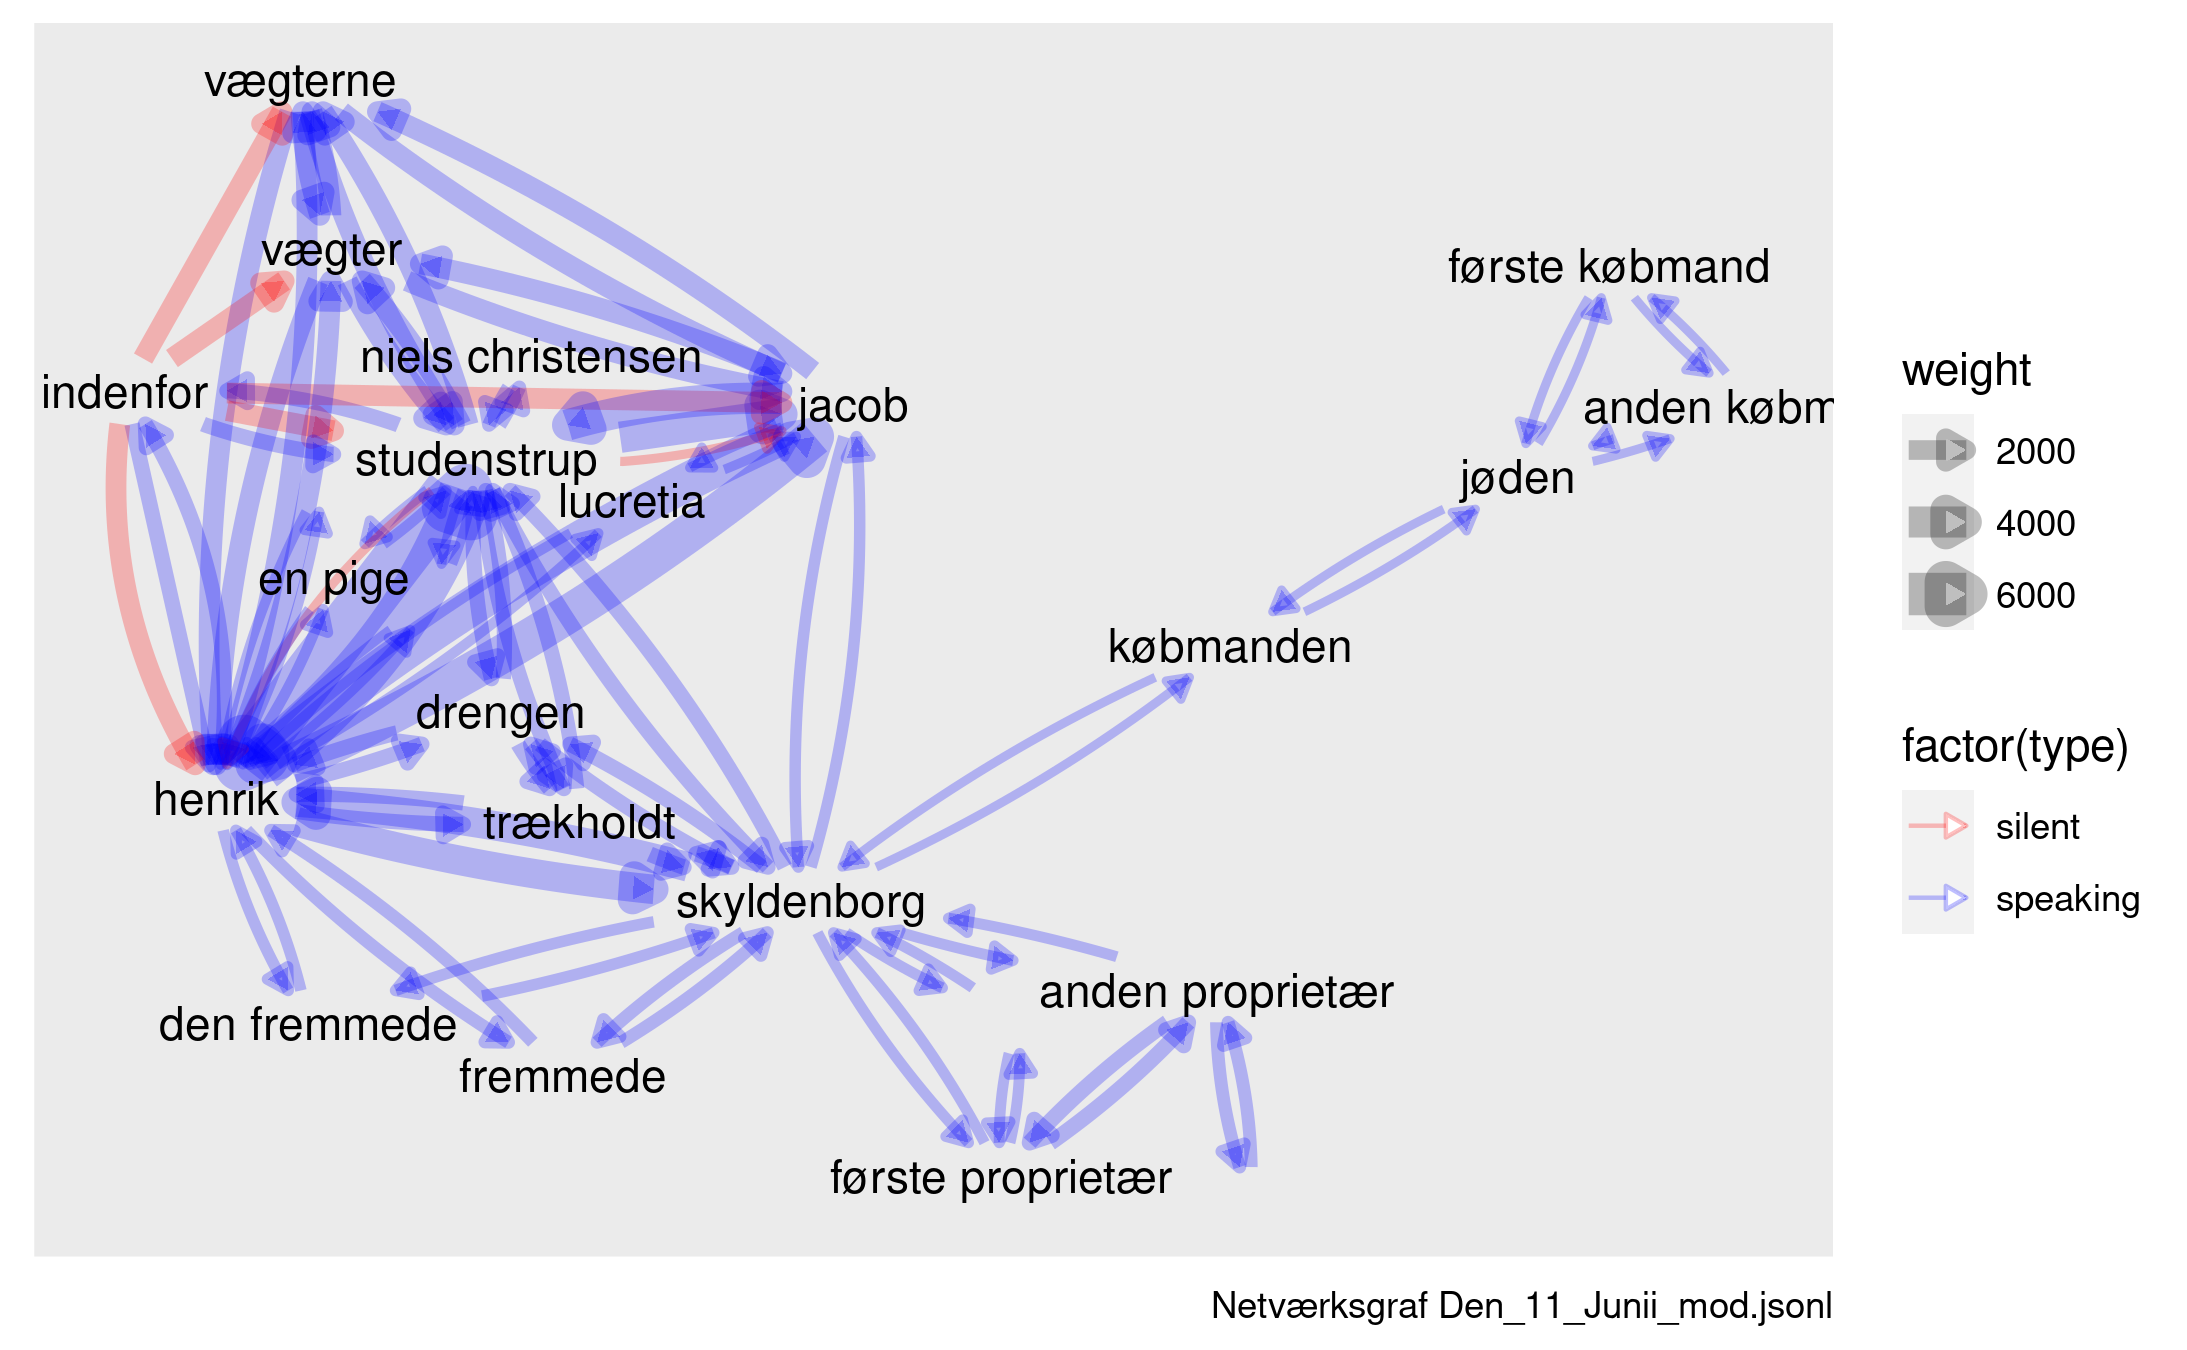 vægterne
vægter
første købmand
niels christensen
indenfor
jacob
anden købm
studenstrup
jøden
lucretia
en pige
købmanden
drengen
henrik
trækholdt
skyldenborg
anden proprietær
den fremmede
fremmede
første proprietær
weight
2000
4000
6000
factor(type)
silent
speaking
Netværksgraf Den_11_Junii_mod.jsonl